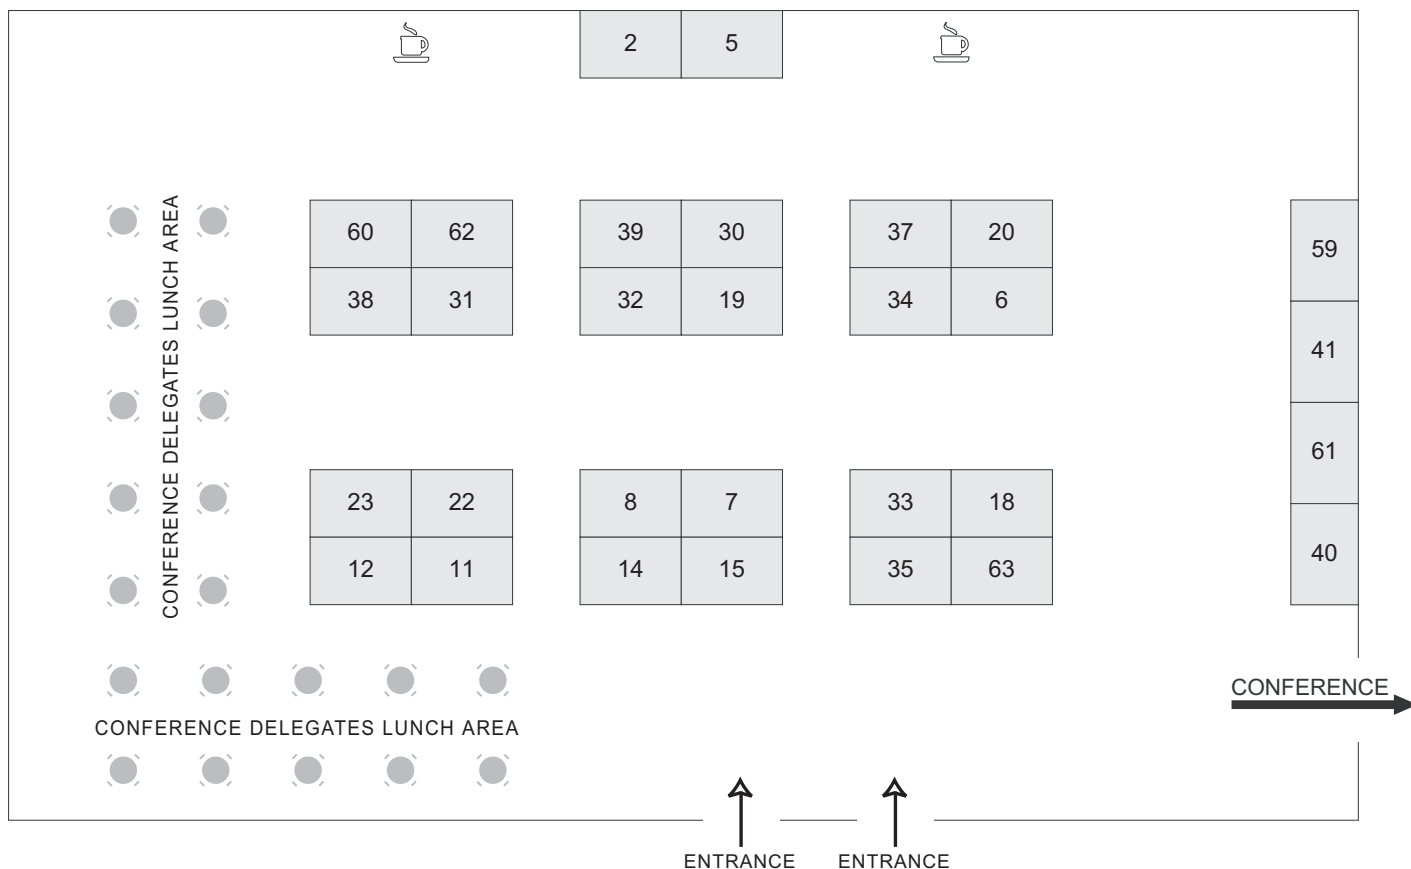 2 5
60 62 39 30 37 20
59
38 31 32 19 34 6
41
CONFERENCE DELEGATES LUNCH AREA
61
23 22 8 7 33 18
40
12 11 14 15 35 63
CONFERENCE
CONFERENCE DELEGATES LUNCH AREA
ENTRANCE ENTRANCE